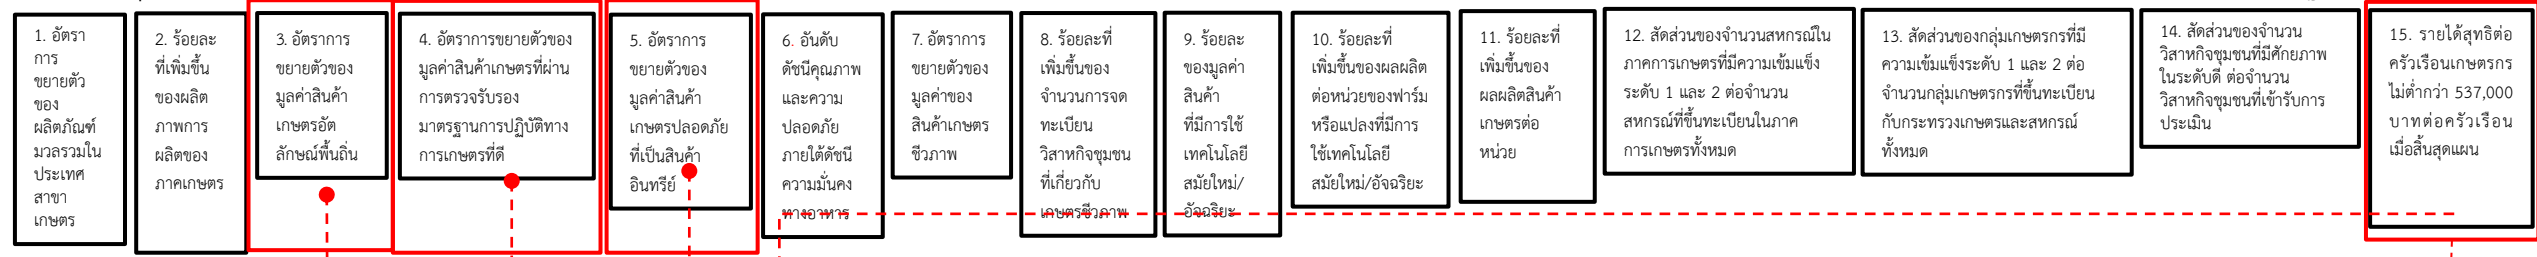 1. อัตรา
การ
ขยายตัว
ของ
ผลิตภัณฑ์
มวลรวมใน
ประเทศ
สาขา
เกษตร
2. ร้อยละ
ที่เพิ่มขึ้น
ของผลิต
ภาพการ
ผลิตของ
ภาคเกษตร
3. อัตราการ
ขยายตัวของ
มูลค่าสินค้า
เกษตรอัต
ลักษณ์พื้นถิ่น
4. อัตราการขยายตัวของ
มูลค่าสินค้าเกษตรที่ผ่าน
การตรวจรับรอง
มาตรฐานการปฏิบัติทาง
การเกษตรที่ดี
5. อัตราการ
ขยายตัวของ
มูลค่าสินค้า
เกษตรปลอดภัย
ที่เป็นสินค้า
อินทรีย์
6. อันดับ
ดัชนีคุณภาพ
และความ
ปลอดภัย
ภายใต้ดัชนี
ความมั่นคง
ทางอาหาร
7. อัตราการ
ขยายตัวของ
มูลค่าของ
สินค้าเกษตร
ชีวภาพ
8. ร้อยละที่
เพิ่มขึ้นของ
จำนวนการจด
ทะเบียน
วิสาหกิจชุมชน
ที่เกี่ยวกับ
เกษตรชีวภาพ
9. ร้อยละ
ของมูลค่า
สินค้า
ที่มีการใช้
เทคโนโลยี
สมัยใหม่/
อัจฉริยะ
10. ร้อยละที่
เพิ่มขึ้นของผลผลิต
ต่อหน่วยของฟาร์ม
หรือแปลงที่มีการ
ใช้เทคโนโลยี
สมัยใหม่/อัจฉริยะ
11. ร้อยละที่
เพิ่มขึ้นของ
ผลผลิตสินค้า
เกษตรต่อ
หน่วย
12. สัดส่วนของจำนวนสหกรณ์ใน
ภาคการเกษตรที่มีความเข้มแข็ง
ระดับ 1 และ 2 ต่อจำนวน
สหกรณ์ที่ขึ้นทะเบียนในภาค
การเกษตรทั้งหมด
13. สัดส่วนของกลุ่มเกษตรกรที่มี
ความเข้มแข็งระดับ 1 และ 2 ต่อ
จำนวนกลุ่มเกษตรกรที่ขึ้นทะเบียน
กับกระทรวงเกษตรและสหกรณ์
ทั้งหมด
14. สัดส่วนของจำนวน
วิสาหกิจชุมชนที่มีศักยภาพ
ในระดับดี ต่อจำนวน
วิสาหกิจชุมชนที่เข้ารับการ
ประเมิน
15. รายได้สุทธิต่อ
ครัวเรือนเกษตรกร
ไม่ต่ำกว่า 537,000
บาทต่อครัวเรือน
เมื่อสิ้นสุดแผน